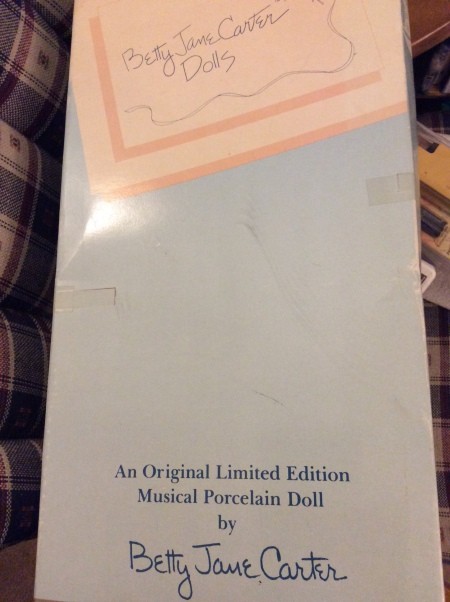 Betty Jane Carter
Dolls
An Original Limited Edition
Musical Porcelain Doll
by
Betty Jane Carter